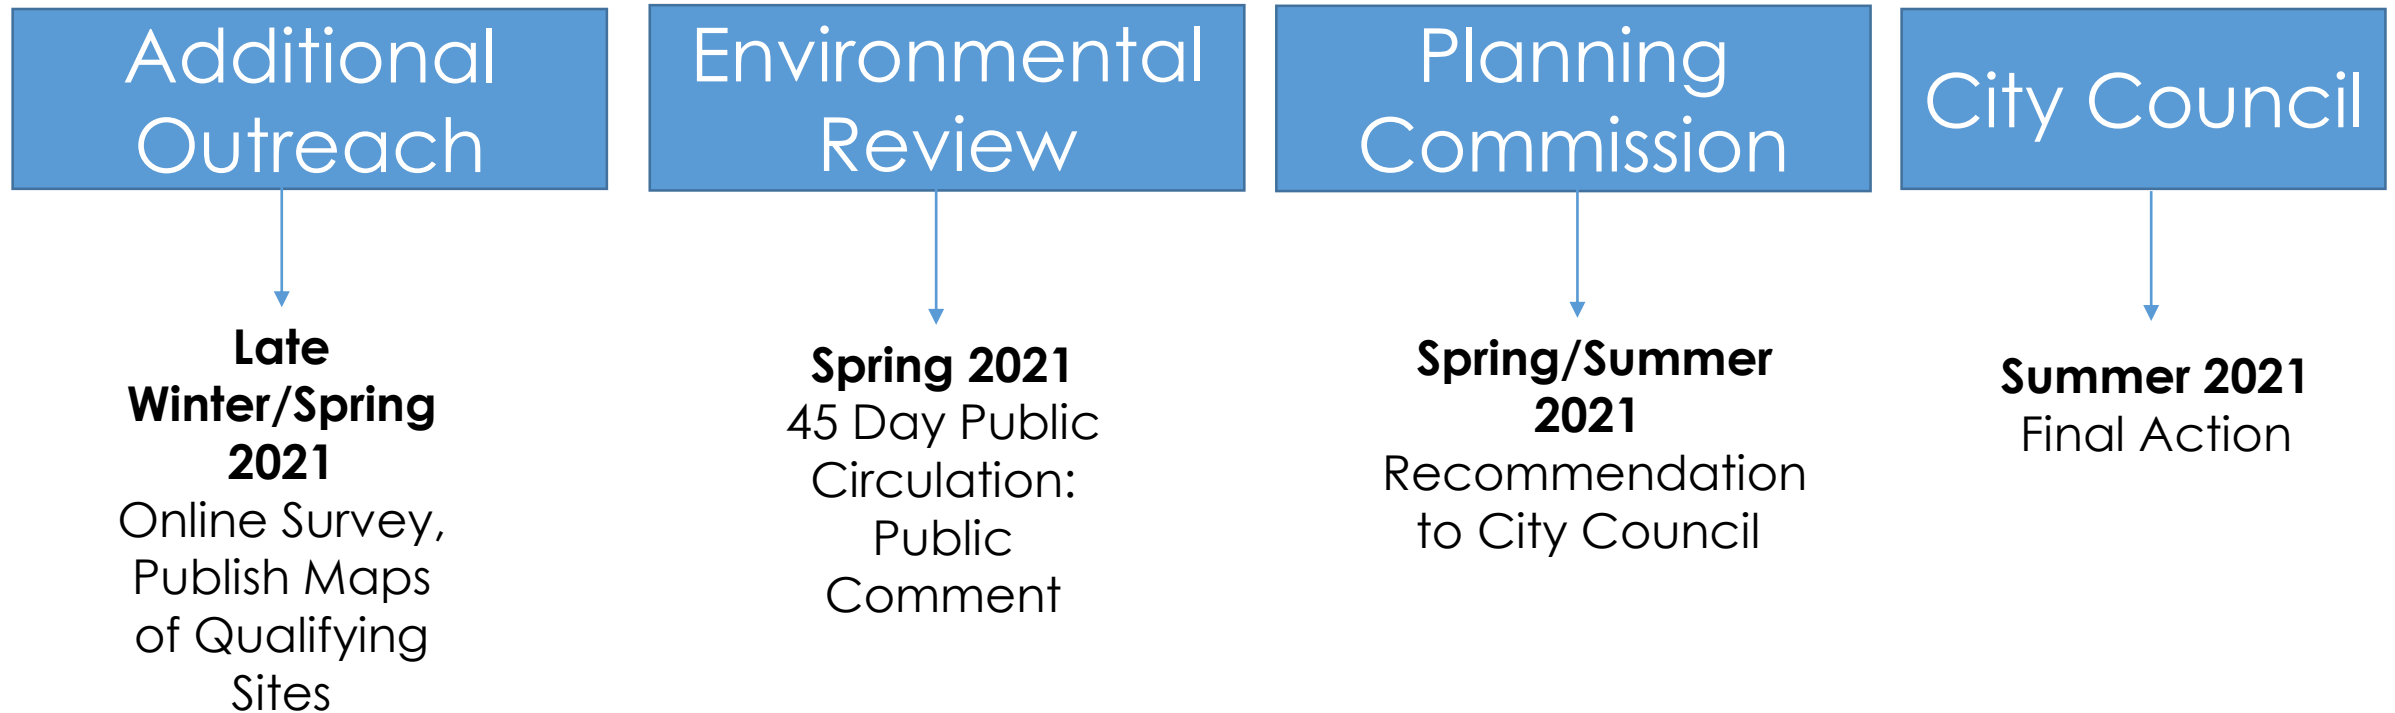 Additional
Outreach
Late
Winter/Spring
2021
Online Survey,
Publish Maps
of Qualifying
Sites
Environmental
Review
Spring 2021
45 Day Public
Circulation:
Public
Comment
Planning
Commission
Spring/Summer
2021
Recommendation
to City Council
City Council
Summer 2021
Final Action